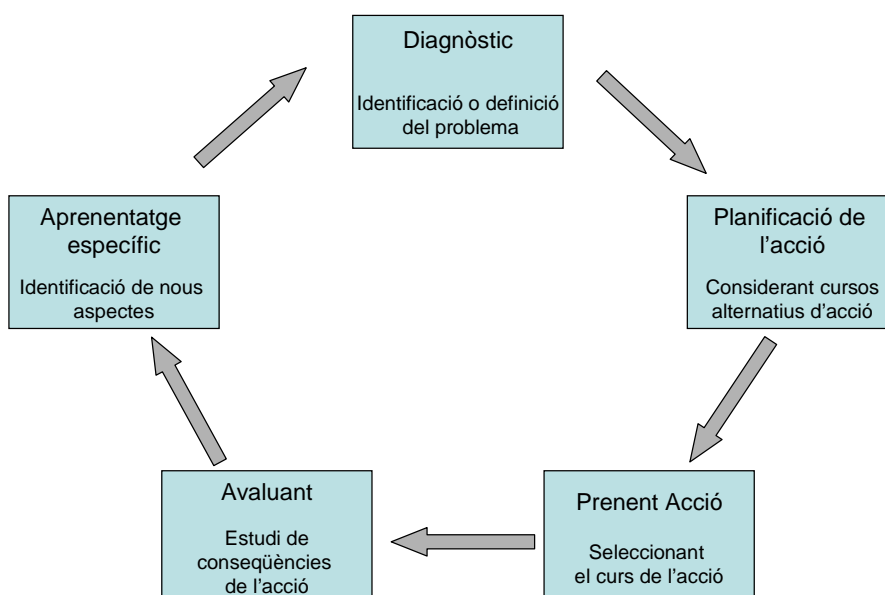 Diagnòstic
Identificació o definició
del problema
Planificació de
l’acció
Considerant cursos
alternatius d’acció
Prenent Acció
Seleccionant
el curs de l’acció
Avaluant
Estudi de
conseqüències
de l’acció
Aprenentatge
específic
Identificació de nous
aspectes